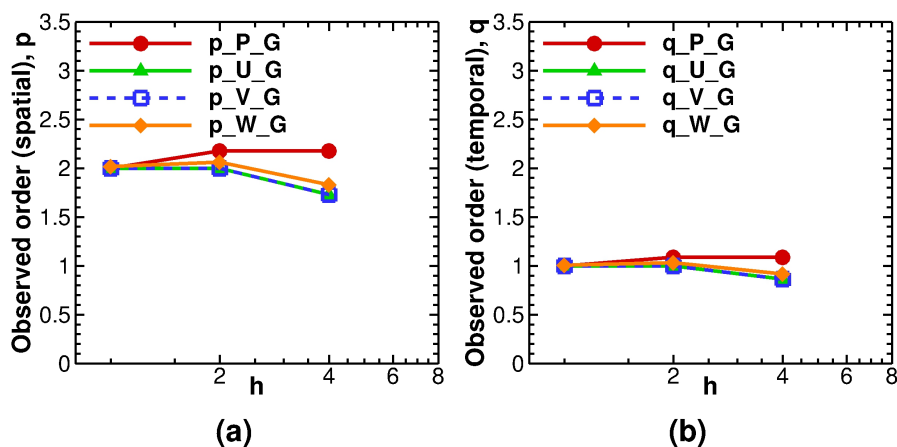 Observed order (spatial), p
3.5
3
2.5
2
1.5
1
0.5
0
p_P_G
p_U_G
p_V_G
p_W_G
2
4
6
8
h
(a)
Observed order (temporal), q
3.5
3
2.5
2
1.5
1
0.5
0
q_P_G
q_U_G
q_V_G
q_W_G
2
4
6
8
h
(b)